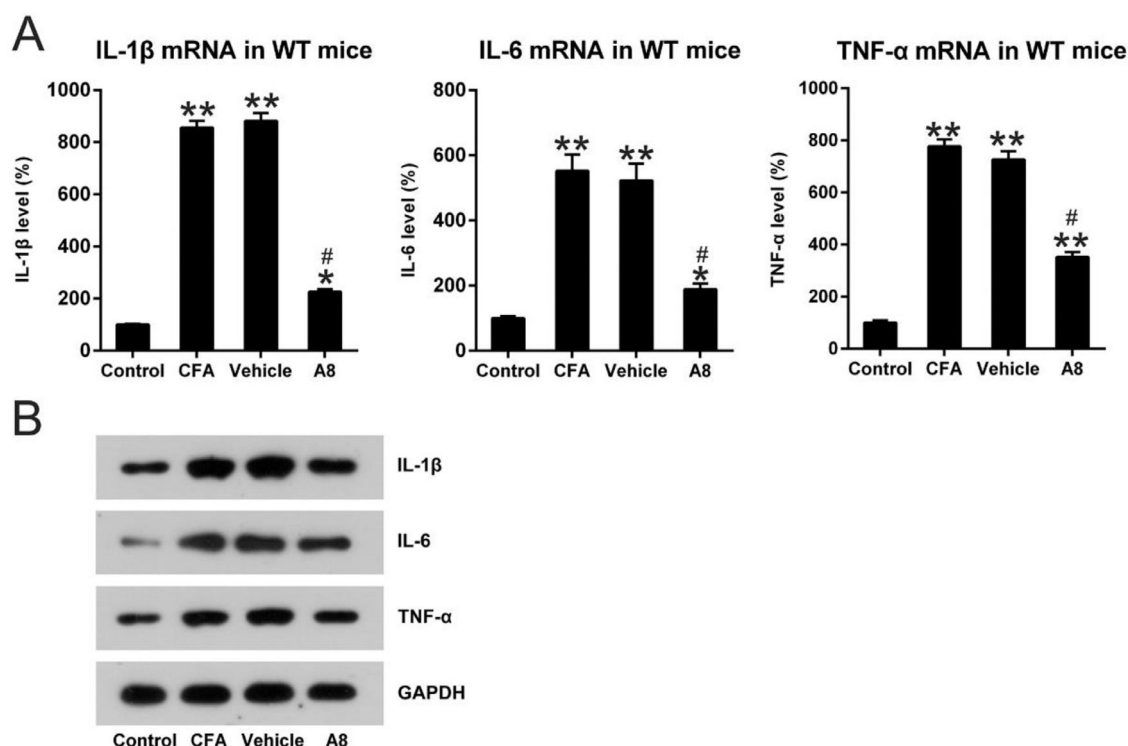 A
IL-1β mRNA in WT mice
IL-1β level (%)
1000
800
600
400
200
0
**
**
#
*
Control CFA Vehicle A8
IL-6 mRNA in WT mice
IL-6 level (%)
800
600
400
200
0
**
**
#
*
Control CFA Vehicle A8
TNF-α mRNA in WT mice
TNF-α level (%)
1000
800
600
400
200
0
**
**
#
**
Control CFA Vehicle A8
B
IL-1β
IL-6
TNF-α
GAPDH
Control CFA Vehicle A8